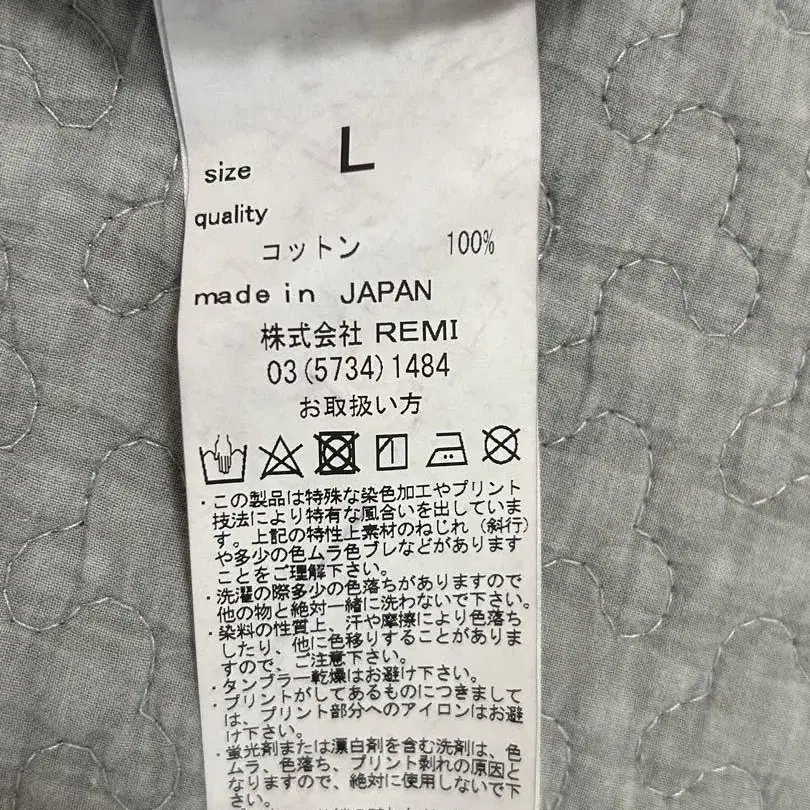 size L
quality
コットン 100%
made in JAPAN
株式会社 REMI
03(5734)1484
お取扱い方
・この製品は特殊な染色加工やプリント
技法により特有な風合いを出していま
す。上記の特性上素材のねじれ（斜行）
や多少の色ムラ色ブレなどがあります
ことをご理解下さい。
・洗濯の際多少の色落ちがありますので
他の物と絶対一緒に洗わないで下さい。
・染料の性質上、汗や摩擦により色落ち
したり、他に色移りすることがありま
すので、ご注意下さい。
・タンブラー乾燥はお避け下さい。
・プリントがしてあるものにつきまして
は、プリント部分へのアイロンはお避
け下さい。
・蛍光剤または漂白剤を含む洗剤は、色
ムラ、色落ち、プリント剥れの原因と
なりますので、絶対に使用しないで下
さい。